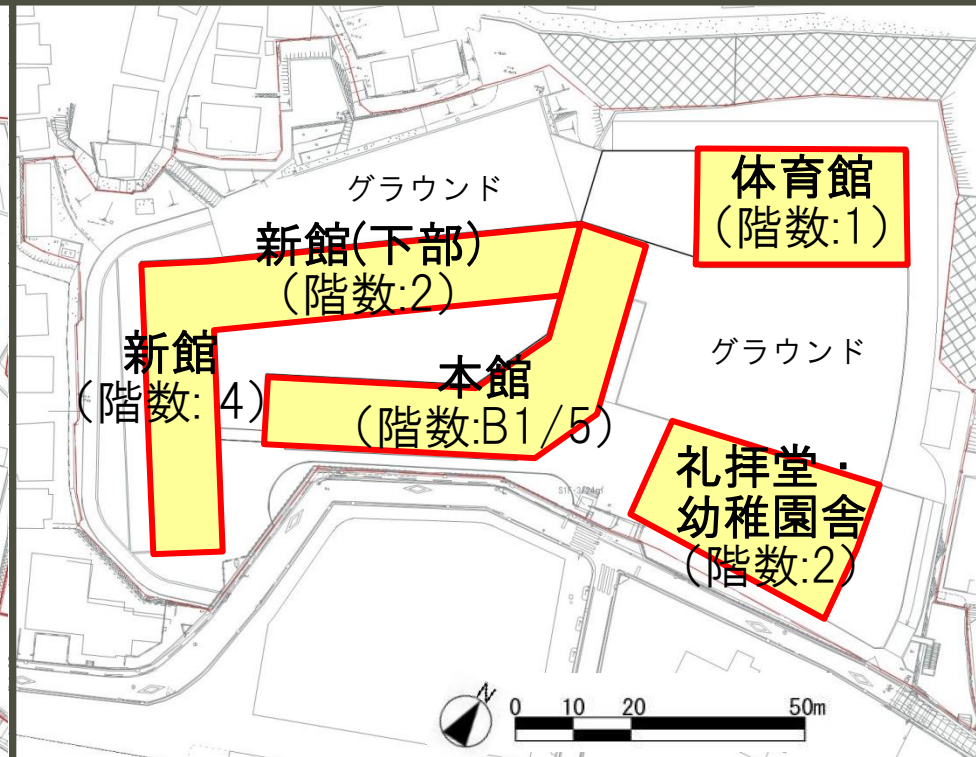 体育館
(階数:1)
グラウンド
新館(下部)
(階数:2)
新館
(階数: 4)
本館
(階数:B1/5)
グラウンド
礼拝堂・
幼稚園舎
(階数:2)
N
0 10 20 50m